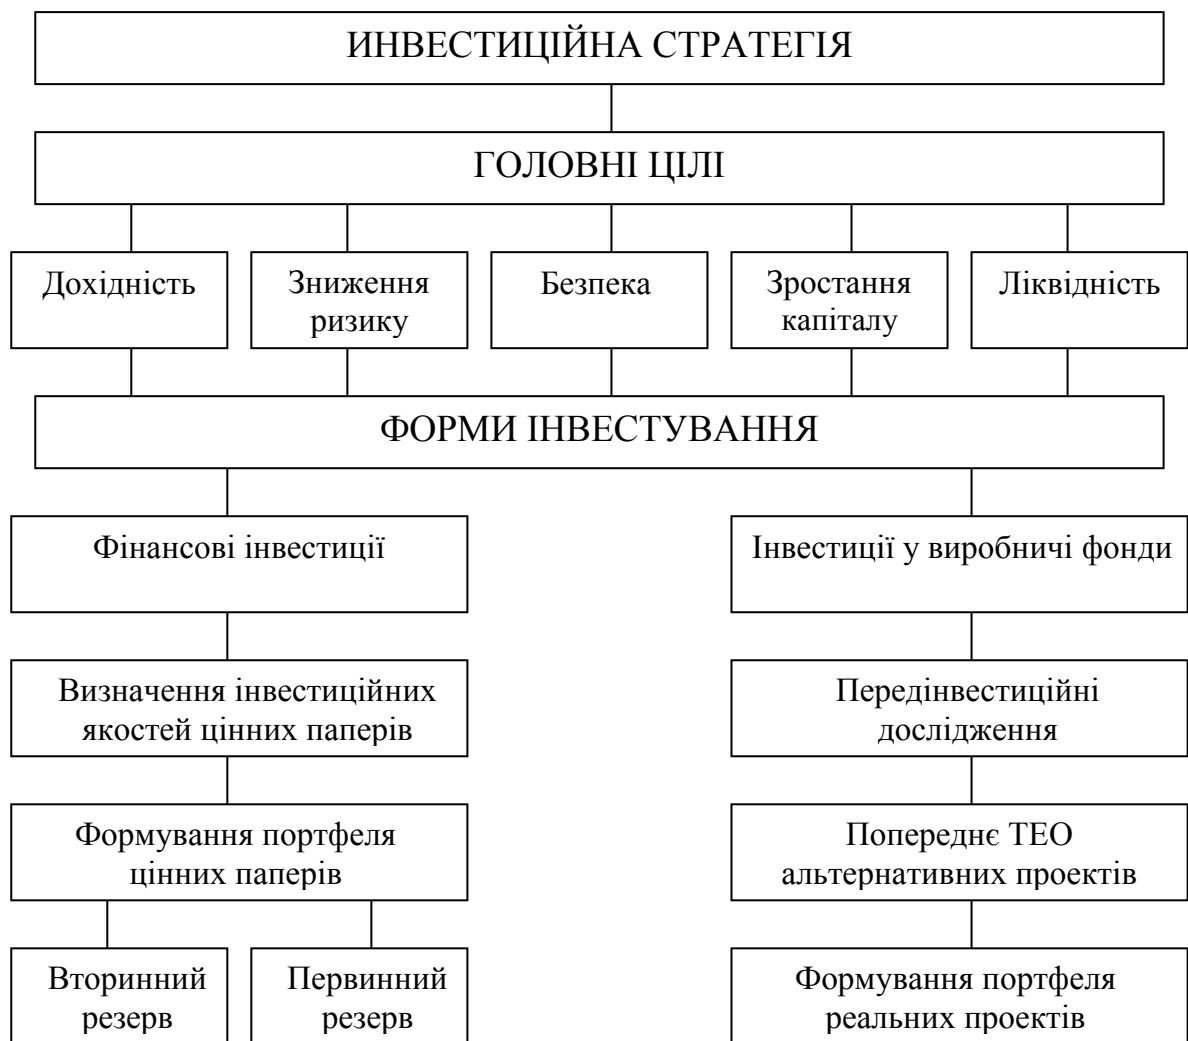 ИНВЕСТИЦІЙНА СТРАТЕГІЯ
ГОЛОВНІ ЦІЛІ
Дохідність
Зниження
ризику
Безпека
Зростання
капіталу
Ліквідність
ФОРМИ ІНВЕСТУВАННЯ
Фінансові інвестиції
Інвестиції у виробничі фонди
Визначення інвестиційних
якостей цінних паперів
Передінвестиційні
дослідження
Формування портфеля
цінних паперів
Попереднє ТЕО
альтернативних проектів
Вторинний
резерв
Первинний
резерв
Формування портфеля
реальних проектів